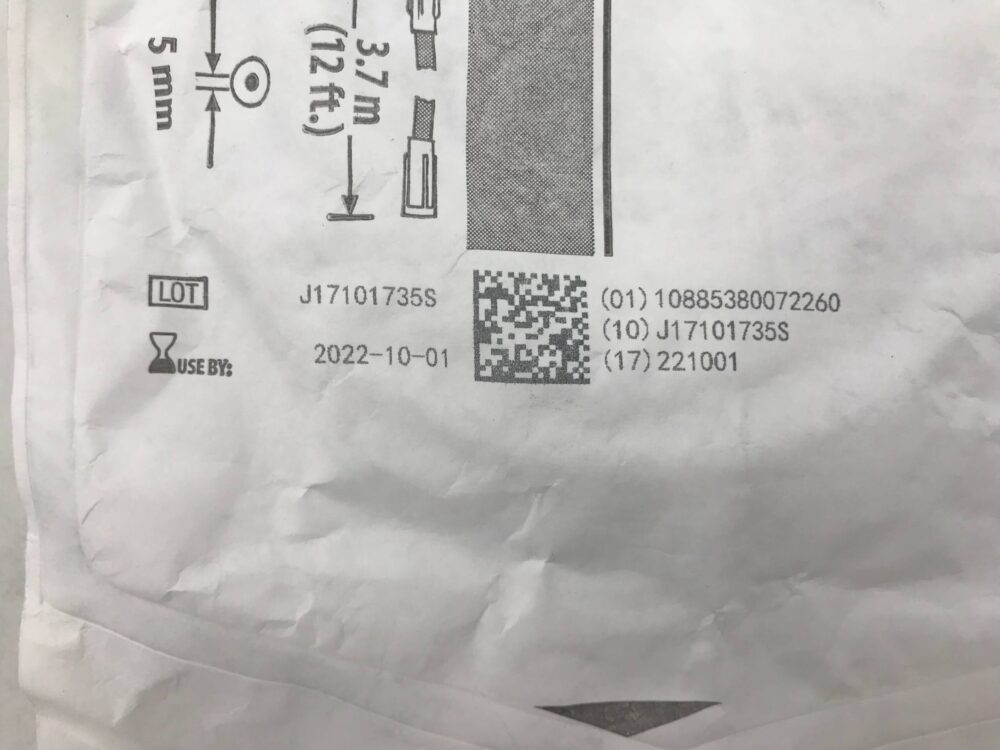 5 mm
3.7 m
(12 ft.)
LOT
J17101735S
USE BY:
2022-10-01
(01) 10885380072260
(10) J17101735S
(17) 221001